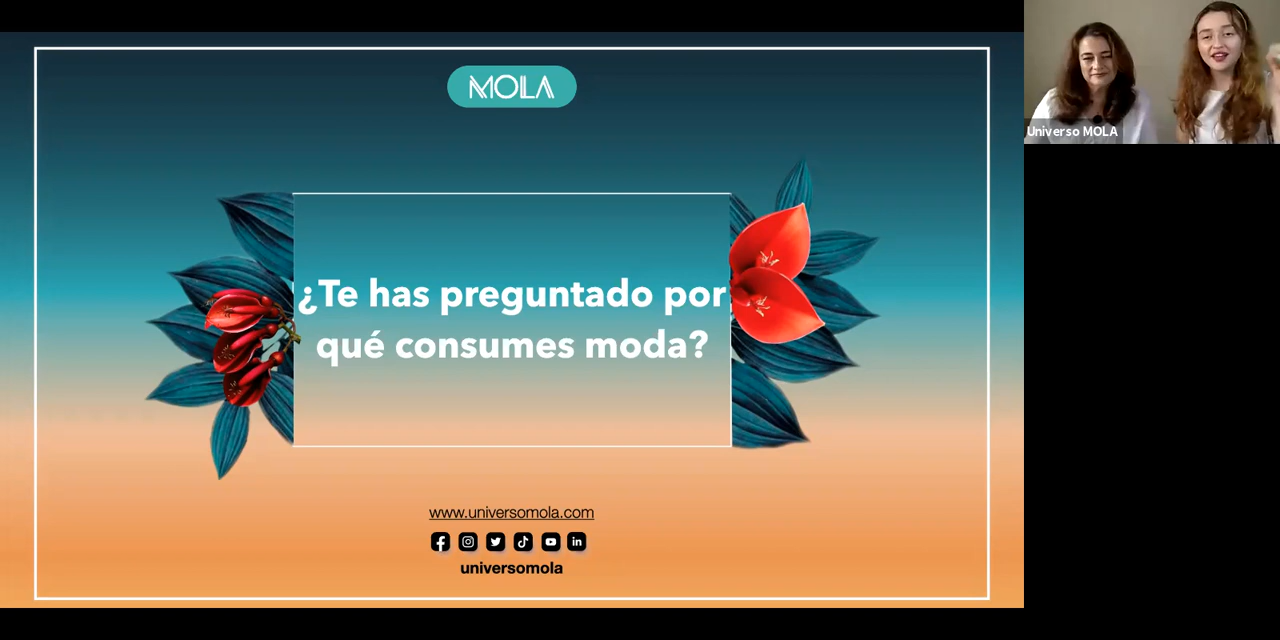 MOLA
¿Te has preguntado por
qué consumes moda?
www.universomola.com
universomola
Universo MOLA